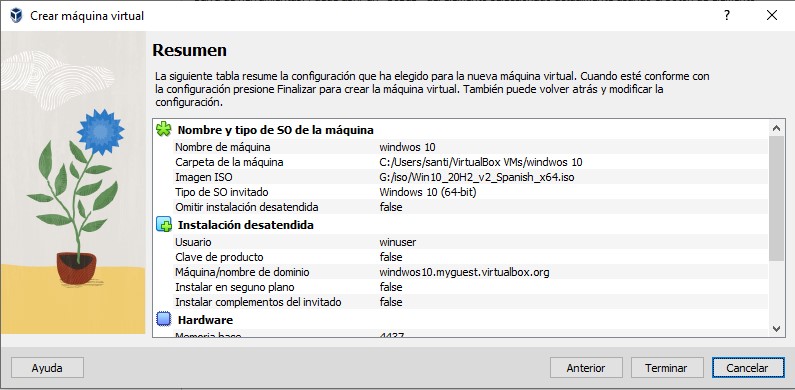 Crear máquina virtual
Resumen
La siguiente tabla resume la configuración que ha elegido para la nueva máquina virtual. Cuando esté conforme con
la configuración presione Finalizar para crear la máquina virtual. También puede volver atrás y modificar la
configuración.
Nombre y tipo de SO de la máquina
Nombre de máquina windwos 10
Carpeta de la máquina C:/Users/santi/VirtualBox VMs/windwos 10
Imagen ISO G:/iso/Win10_20H2_v2_Spanish_x64.iso
Tipo de SO invitado Windows 10 (64-bit)
Omitir instalación desatendida false
Instalación desatendida
Usuario winuser
Clave de producto false
Máquina/nombre de dominio windwos10.myguest.virtualbox.org
Instalar en seguno plano false
Instalar complementos del invitado false
Hardware
Memoria base 4437
Ayuda Anterior Terminar Cancelar